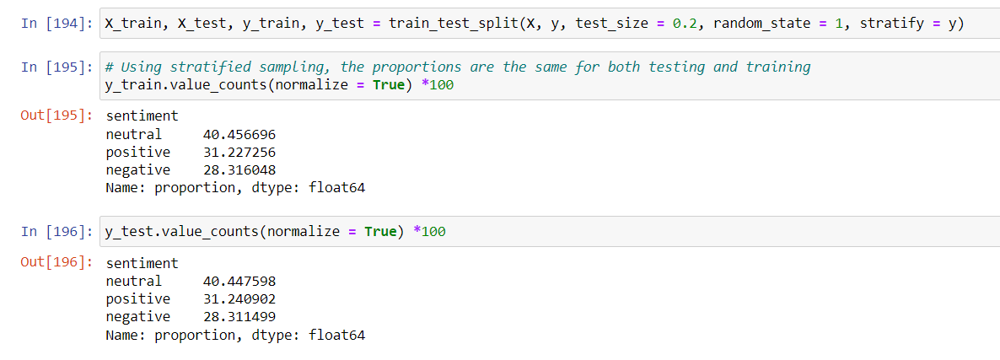 In [194]: X_train, X_test, y_train, y_test = train_test_split(X, y, test_size = 0.2, random_state = 1, stratify = y)
In [195]: # Using stratified sampling, the proportions are the same for both testing and training
y_train.value_counts(normalize = True) *100
Out[195]: sentiment
neutral 40.456696
positive 31.227256
negative 28.316048
Name: proportion, dtype: float64
In [196]: y_test.value_counts(normalize = True) *100
Out[196]: sentiment
neutral 40.447598
positive 31.240902
negative 28.311499
Name: proportion, dtype: float64